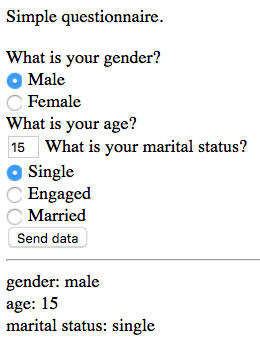 Simple questionnaire.
What is your gender?
Male
Female
What is your age?
15 What is your marital status?
Single
Engaged
Married
Send data
gender: male
age: 15
marital status: single